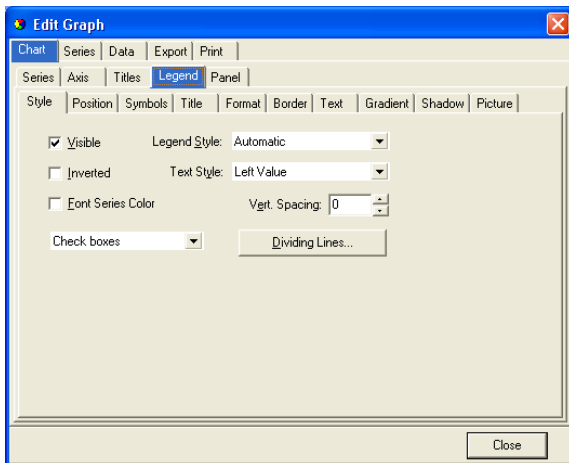 Edit Graph
Chart Series Data Export Print
Series Axis Titles Legend Panel
Style Position Symbols Title Format Border Text Gradient Shadow Picture
Visible Legend Style: Automatic
Inverted Text Style: Left Value
Font Series Color Vert. Spacing: 0
Check boxes Dividing Lines...
Close